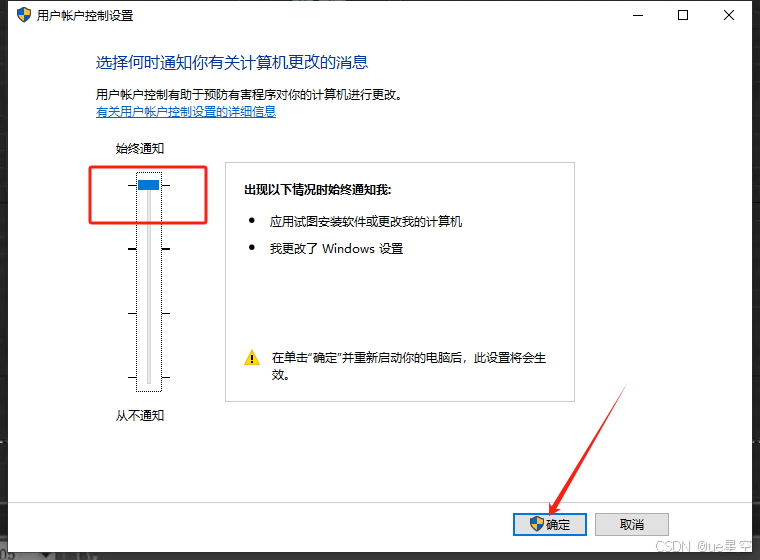 用户帐户控制设置
选择何时通知你有关计算机更改的消息
用户帐户控制有助于预防有害程序对你的计算机进行更改。
有关用户帐户控制设置的详细信息
始终通知
出现以下情况时始终通知我:
应用试图安装软件或更改我的计算机
我更改了 Windows 设置
在单击“确定”并重新启动你的电脑后，此设置将会生
效。
从不通知
确定
取消
CSDN @ue星空